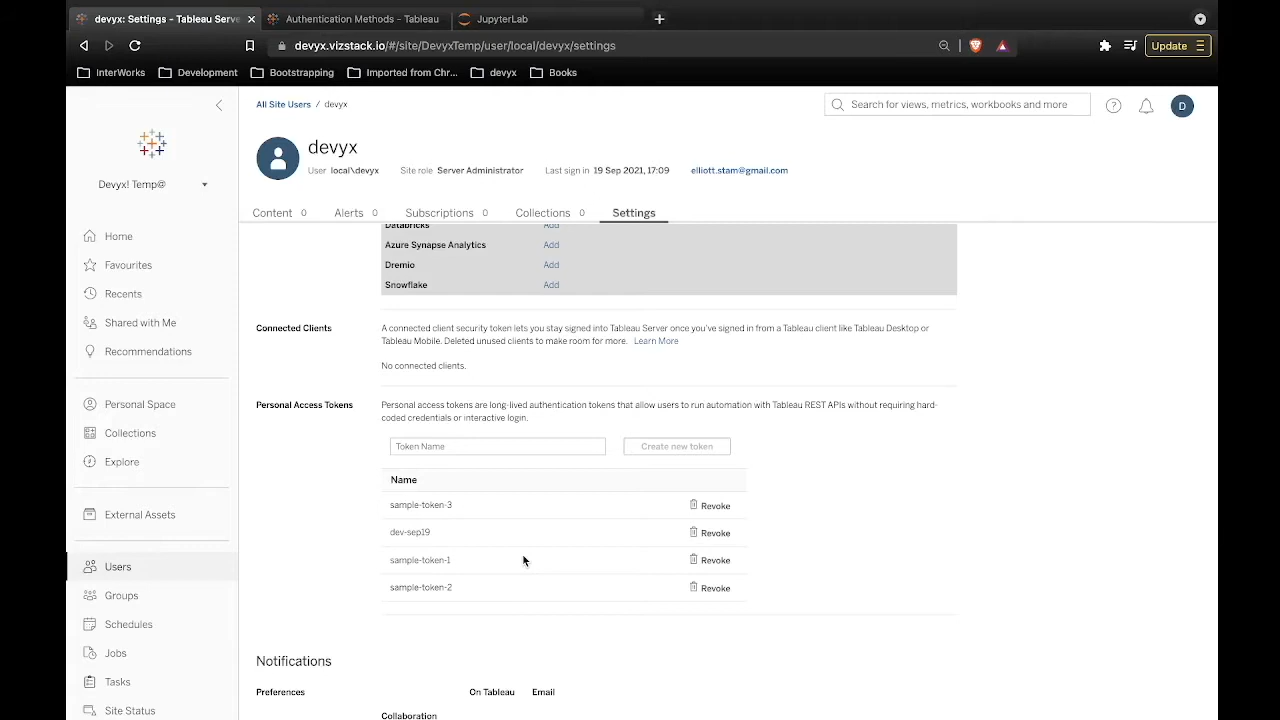 devyx: Settings - Tableau Serve
Authentication Methods - Tableau
JupyterLab
devyx.vizstack.io/#/site/DevyxTemp/user/local/devyx/settings
Update
InterWorks
Development
Bootstrapping
Imported from Chr...
devyx
Books
All Site Users / devyx
Search for views, metrics, workbooks and more
D
devyx
User local\devyx
Site role Server Administrator
Last sign in 19 Sep 2021, 17:09
elliott.stam@gmail.com
Devyx! Temp@
Content 0
Alerts 0
Subscriptions 0
Collections 0
Settings
Home
Favourites
Recents
Shared with Me
Recommendations
Personal Space
Collections
Explore
External Assets
Users
Groups
Schedules
Jobs
Tasks
Site Status
Databricks Add
Azure Synapse Analytics Add
Dremio Add
Snowflake Add
Connected Clients
A connected client security token lets you stay signed into Tableau Server once you've signed in from a Tableau client like Tableau Desktop or
Tableau Mobile. Deleted unused clients to make room for more. Learn More
No connected clients.
Personal Access Tokens
Personal access tokens are long-lived authentication tokens that allow users to run automation with Tableau REST APIs without requiring hard-
coded credentials or interactive login.
Token Name
Create new token
Name
sample-token-3 Revoke
dev-sep19 Revoke
sample-token-1 Revoke
sample-token-2 Revoke
Notifications
Preferences
On Tableau
Email
Collaboration